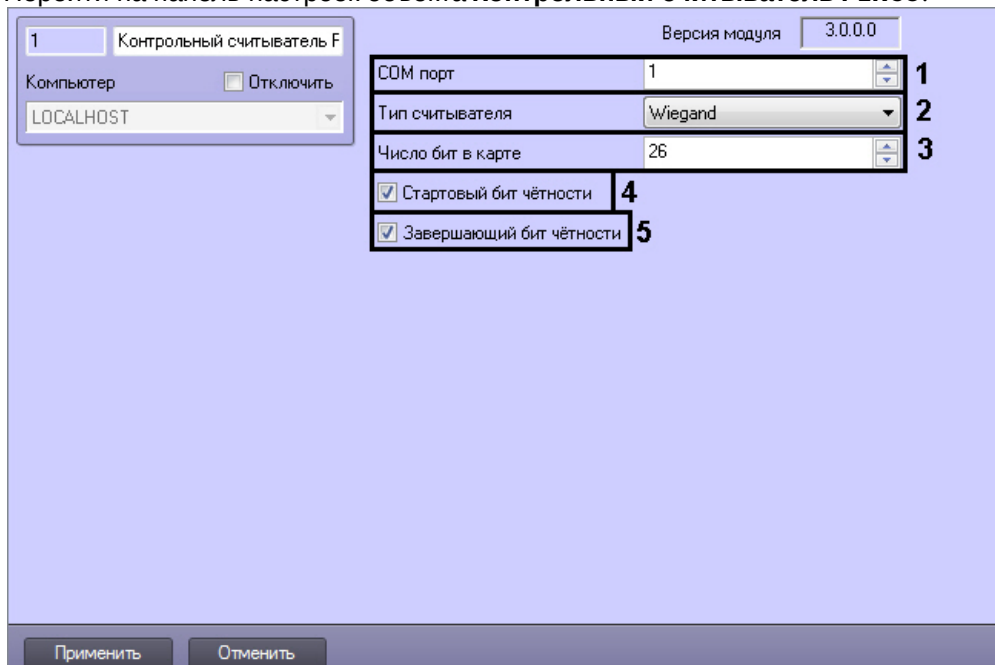 1 Контрольный считыватель F Версия модуля 3.0.0.0
Компьютер Отключить
LOCALHOST
COM порт 1 1
Тип считывателя Wiegand 2
Число бит в карте 26 3
Стартовый бит чётности 4
Завершающий бит чётности 5
Применить Отменить